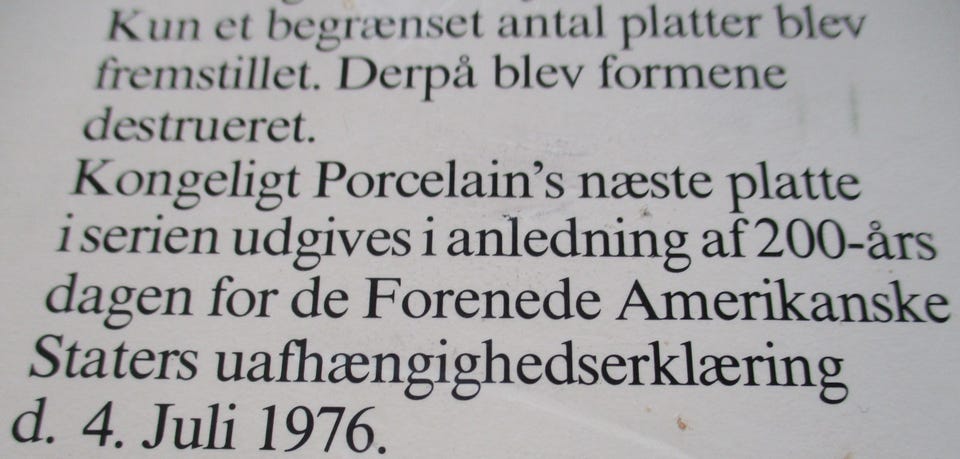 Kun et begrænset antal platter blev
fremstillet. Derpå blev formene
destrueret.
Kongeligt Porcelain's næste platte
i serien udgives i anledning af 200-års
dagen for de Forenede Amerikanske
Staters uafhængighedserklæring
d. 4. Juli 1976.